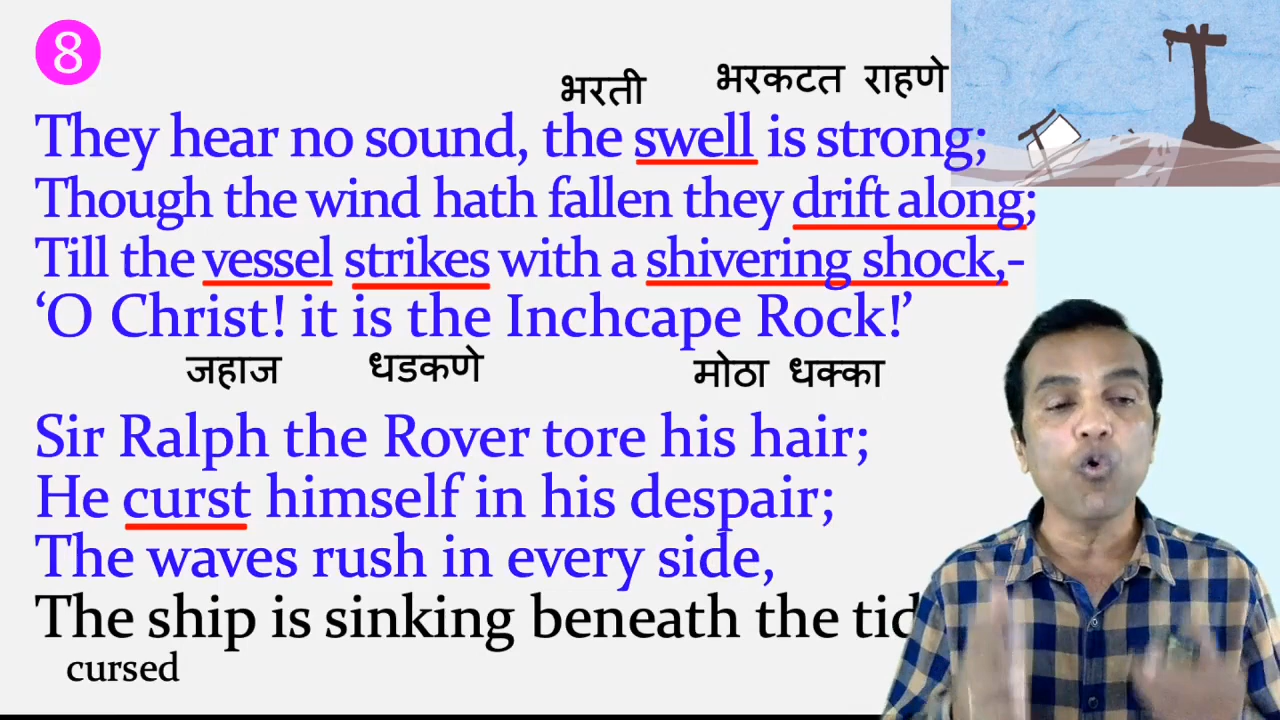 8
भरती भरकटत राहणे
They hear no sound, the swell is strong;
Though the wind hath fallen they drift along;
Till the vessel strikes with a shivering shock,-
‘O Christ! it is the Inchcape Rock!’
जहाज धडकणे मोठा धक्का
Sir Ralph the Rover tore his hair;
He curst himself in his despair;
The waves rush in every side,
The ship is sinking beneath the tid
cursed